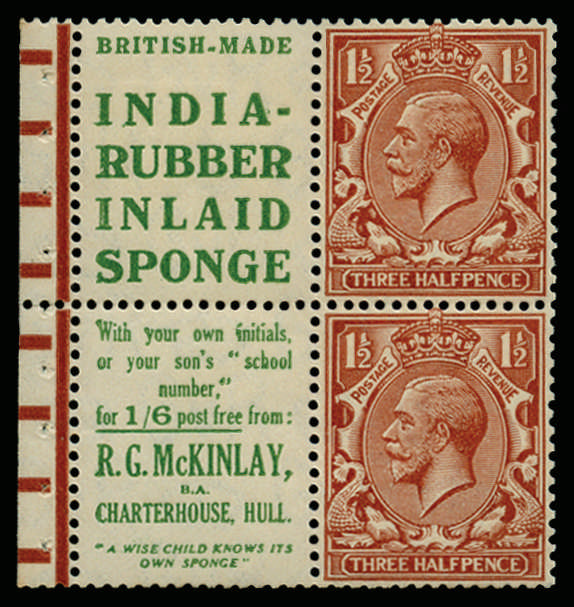 BRITISH-MADE
INDIA-
RUBBER
INLAID
SPONGE
With your own initials,
or your son's "school
number,"
for 1/6 post free from:
R.G. McKINLAY,
B.A.
CHARTERHOUSE, HULL.
"A WISE CHILD KNOWS ITS
OWN SPONGE"
1½ 1½
POSTAGE REVENUE
THREE HALFPENCE
1½ 1½
POSTAGE REVENUE
THREE HALFPENCE